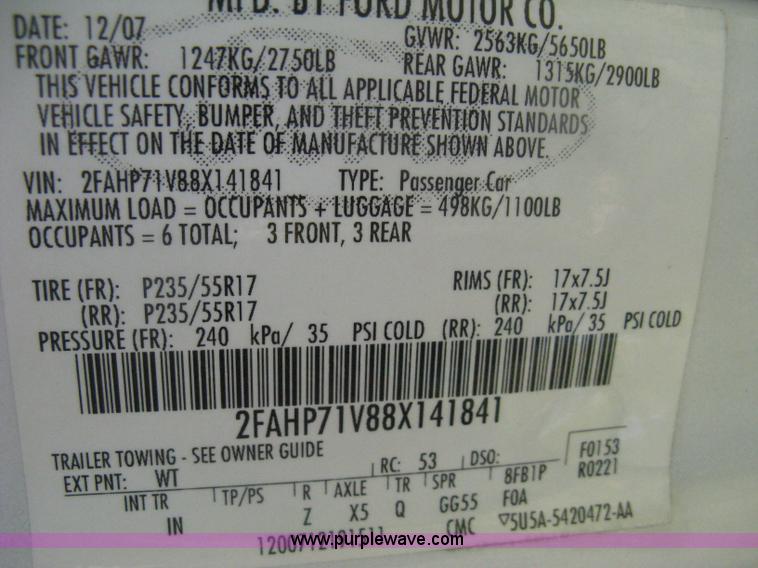 MFD. BY FORD MOTOR CO.
DATE: 12/07 GVWR: 2563KG/5650LB
FRONT GAWR: 1247KG/2750LB REAR GAWR: 1315KG/2900LB
THIS VEHICLE CONFORMS TO ALL APPLICABLE FEDERAL MOTOR
VEHICLE SAFETY, BUMPER, AND THEFT PREVENTION STANDARDS
IN EFFECT ON THE DATE OF MANUFACTURE SHOWN ABOVE.
VIN: 2FAHP71V88X141841 TYPE: Passenger Car
MAXIMUM LOAD = OCCUPANTS + LUGGAGE = 498KG/1100LB
OCCUPANTS = 6 TOTAL; 3 FRONT, 3 REAR
TIRE (FR): P235/55R17 RIMS (FR): 17x7.5J
(RR): P235/55R17 (RR): 17x7.5J
PRESSURE (FR): 240 kPa/ 35 PSI COLD (RR): 240 kPa/ 35 PSI COLD
2FAHP71V88X141841
TRAILER TOWING - SEE OWNER GUIDE F0153
EXT PNT: WT RC: 53 DSO: 8FB1P R0221
INT TR TP/PS R AXLE TR SPR F0A
IN Z X5 Q GG55 ▽5U5A-5420472-AA
CMC
www.purplewave.com